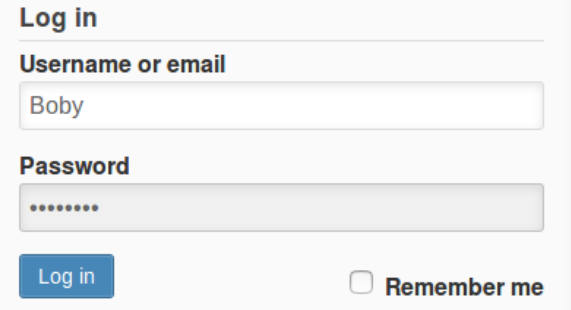 Log in
Username or email
Boby
Password
••••••••
Log in
Remember me